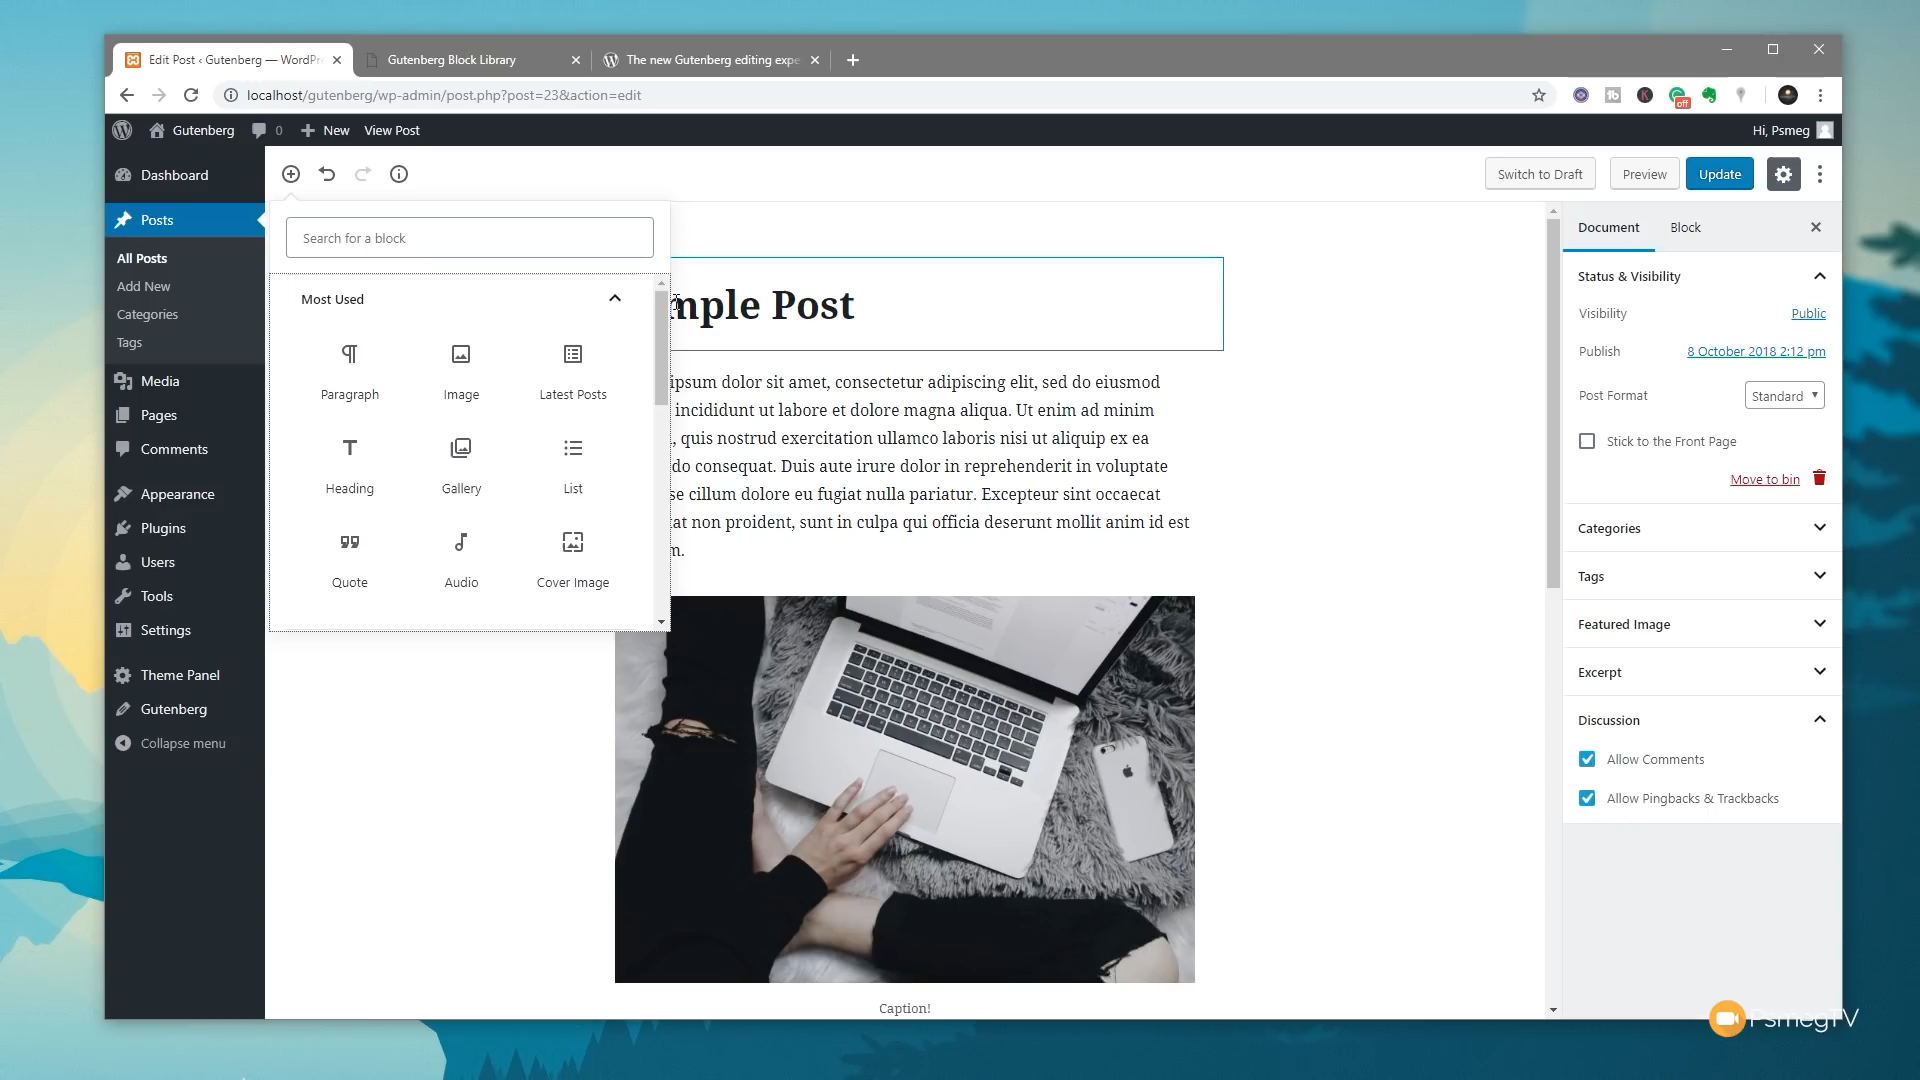 Edit Post ‹ Gutenberg — WordPr
Gutenberg Block Library
The new Gutenberg editing expe
localhost/gutenberg/wp-admin/post.php?post=23&action=edit
off
Gutenberg
0
New
View Post
Hi, Psmeg
Dashboard
Posts
All Posts
Add New
Categories
Tags
Media
Pages
Comments
Appearance
Plugins
Users
Tools
Settings
Theme Panel
Gutenberg
Collapse menu
Switch to Draft
Preview
Update
Search for a block
Most Used
Paragraph
Image
Latest Posts
Heading
Gallery
List
Quote
Audio
Cover Image
mple Post
ipsum dolor sit amet, consectetur adipiscing elit, sed do eiusmod
incididunt ut labore et dolore magna aliqua. Ut enim ad minim
, quis nostrud exercitation ullamco laboris nisi ut aliquip ex ea
do consequat. Duis aute irure dolor in reprehenderit in voluptate
se cillum dolore eu fugiat nulla pariatur. Excepteur sint occaecat
tat non proident, sunt in culpa qui officia deserunt mollit anim id est
m.
Caption!
Document
Block
Status & Visibility
Visibility
Public
Publish
8 October 2018 2:12 pm
Post Format
Standard
Stick to the Front Page
Move to bin
Categories
Tags
Featured Image
Excerpt
Discussion
Allow Comments
Allow Pingbacks & Trackbacks
PsmegTV